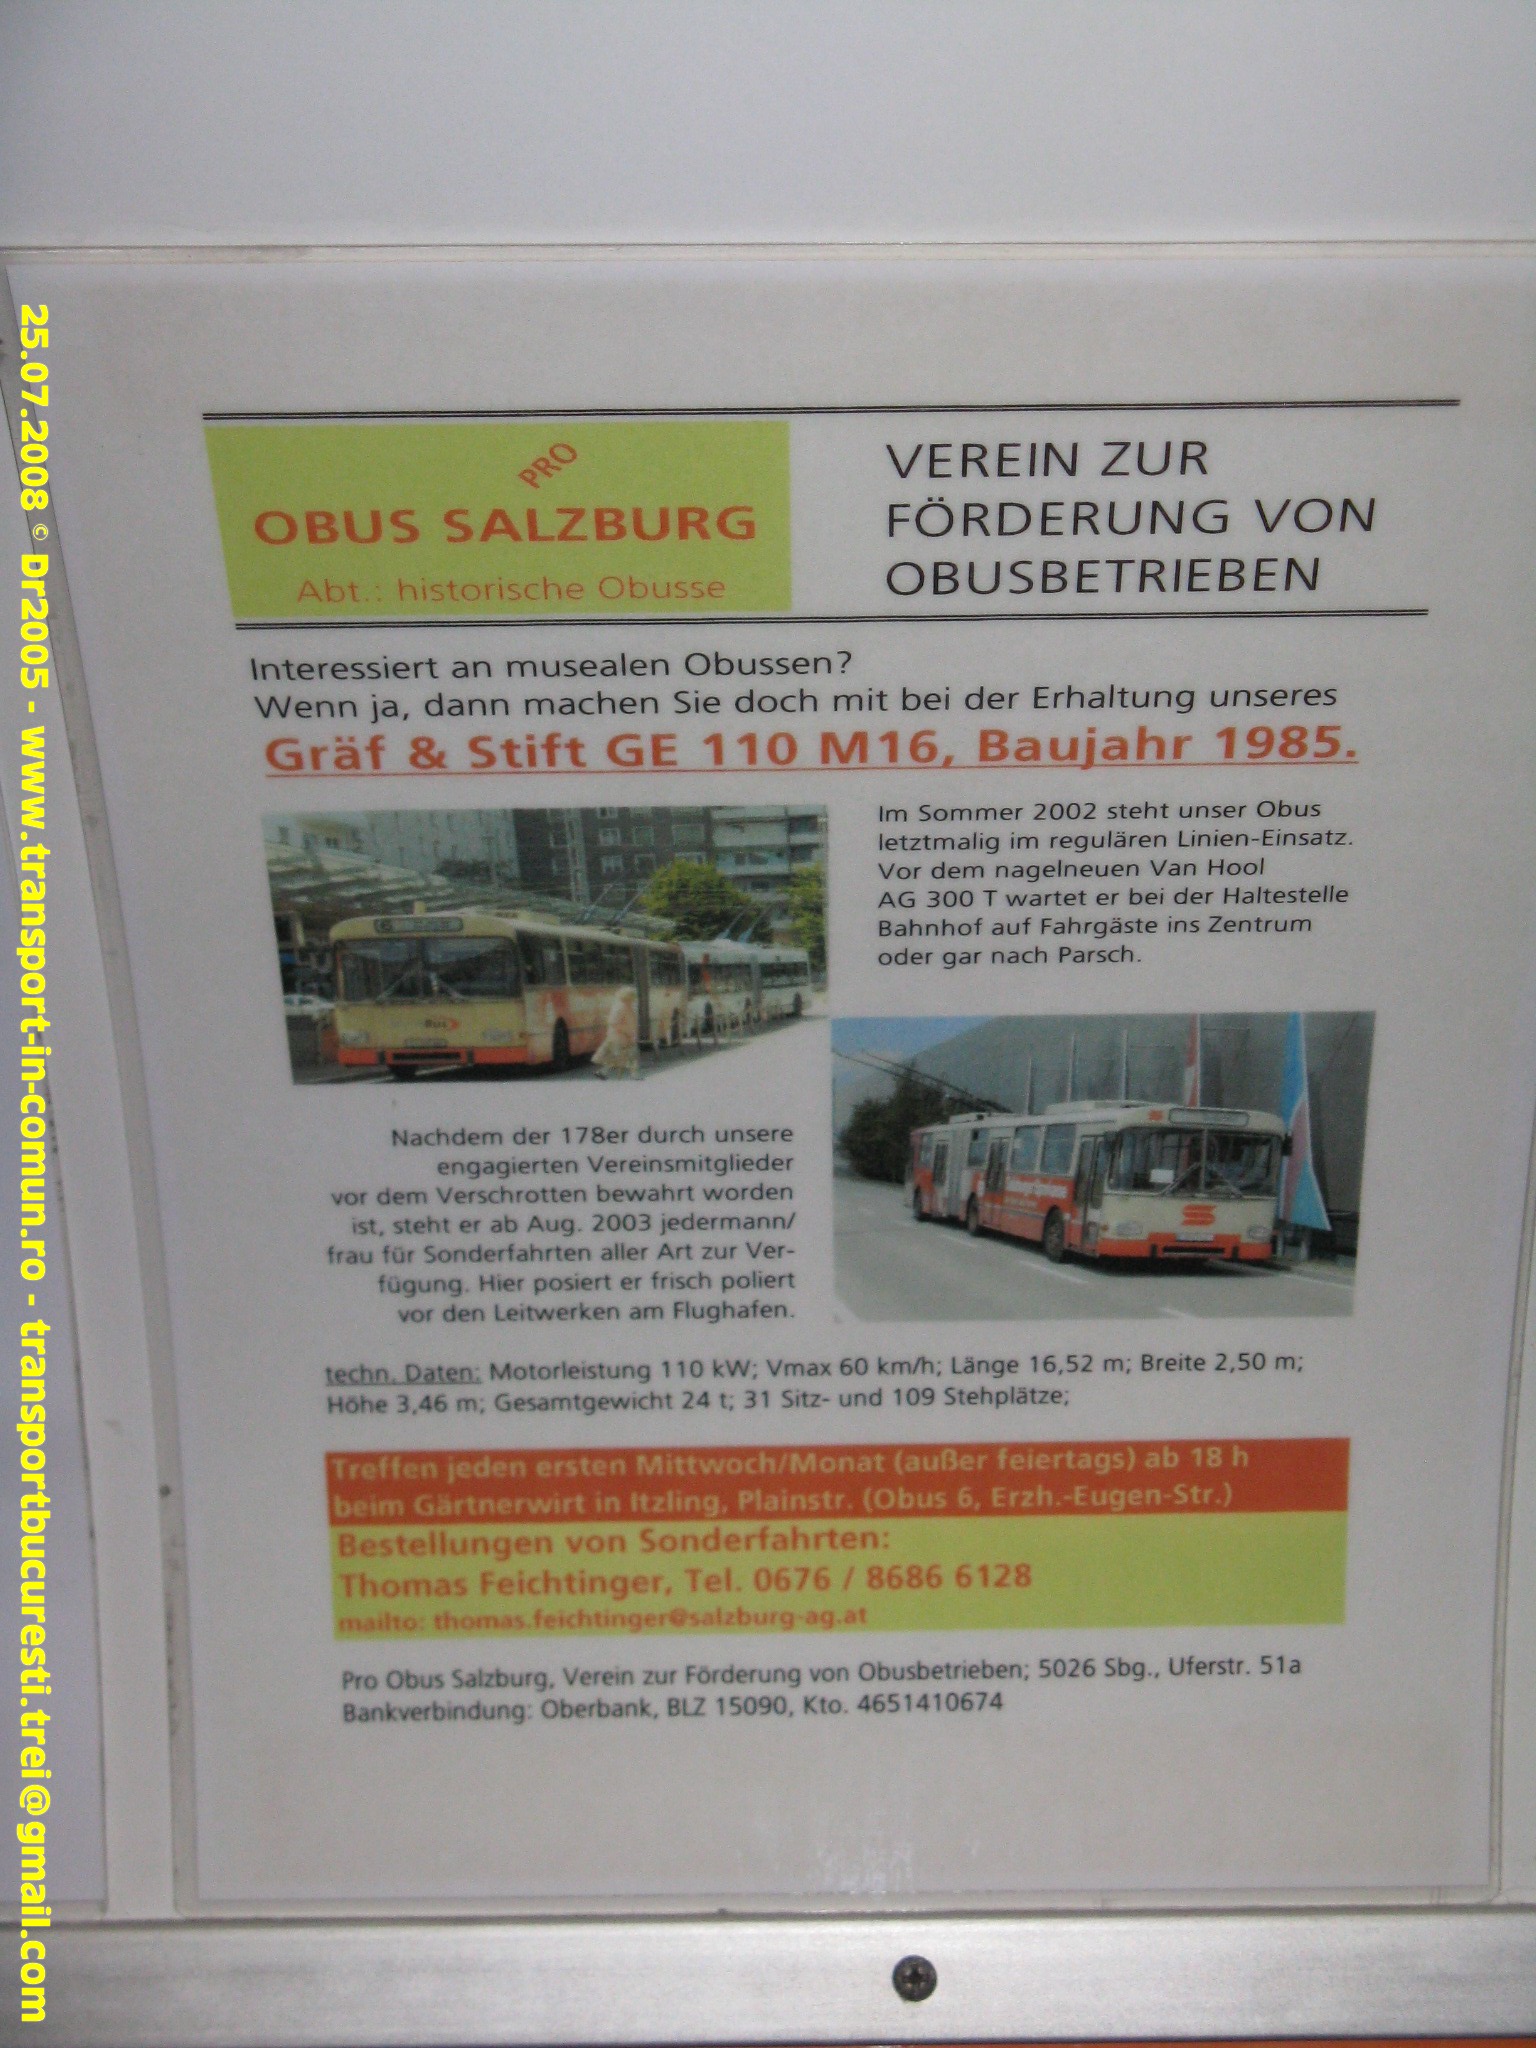 PRO
OBUS SALZBURG
Abt.: historische Obusse
VEREIN ZUR
FÖRDERUNG VON
OBUSBETRIEBEN
Interessiert an musealen Obussen?
Wenn ja, dann machen Sie doch mit bei der Erhaltung unseres
Gräf & Stift GE 110 M16, Baujahr 1985.
Im Sommer 2002 steht unser Obus
letztmalig im regulären Linien-Einsatz.
Vor dem nagelneuen Van Hool
AG 300 T wartet er bei der Haltestelle
Bahnhof auf Fahrgäste ins Zentrum
oder gar nach Parsch.
6
Bus
Nachdem der 178er durch unsere
engagierten Vereinsmitglieder
vor dem Verschrotten bewahrt worden
ist, steht er ab Aug. 2003 jedermann/
frau für Sonderfahrten aller Art zur Ver-
fügung. Hier posiert er frisch poliert
vor den Leitwerken am Flughafen.
techn. Daten: Motorleistung 110 kW; Vmax 60 km/h; Länge 16,52 m; Breite 2,50 m;
Höhe 3,46 m; Gesamtgewicht 24 t; 31 Sitz- und 109 Stehplätze;
Treffen jeden ersten Mittwoch/Monat (außer feiertags) ab 18 h
beim Gärtnerwirt in Itzling, Plainstr. (Obus 6, Erzh.-Eugen-Str.)
Bestellungen von Sonderfahrten:
Thomas Feichtinger, Tel. 0676 / 8686 6128
mailto: thomas.feichtinger@salzburg-ag.at
Pro Obus Salzburg, Verein zur Förderung von Obusbetrieben; 5026 Sbg., Uferstr. 51a
Bankverbindung: Oberbank, BLZ 15090, Kto. 4651410674
25.07.2008 © Dr2005 - www.transport-in-comun.ro - transportbucuresti.trei@gmail.com